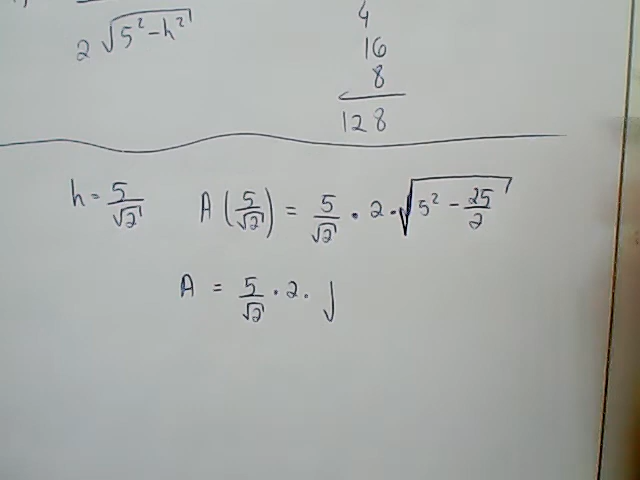 2 √(5² - h²)
4
16
8
128
h = 5/√2 A(5/√2) = 5/√2 · 2 · √(5² - 25/2)
A = 5/√2 · 2 ·